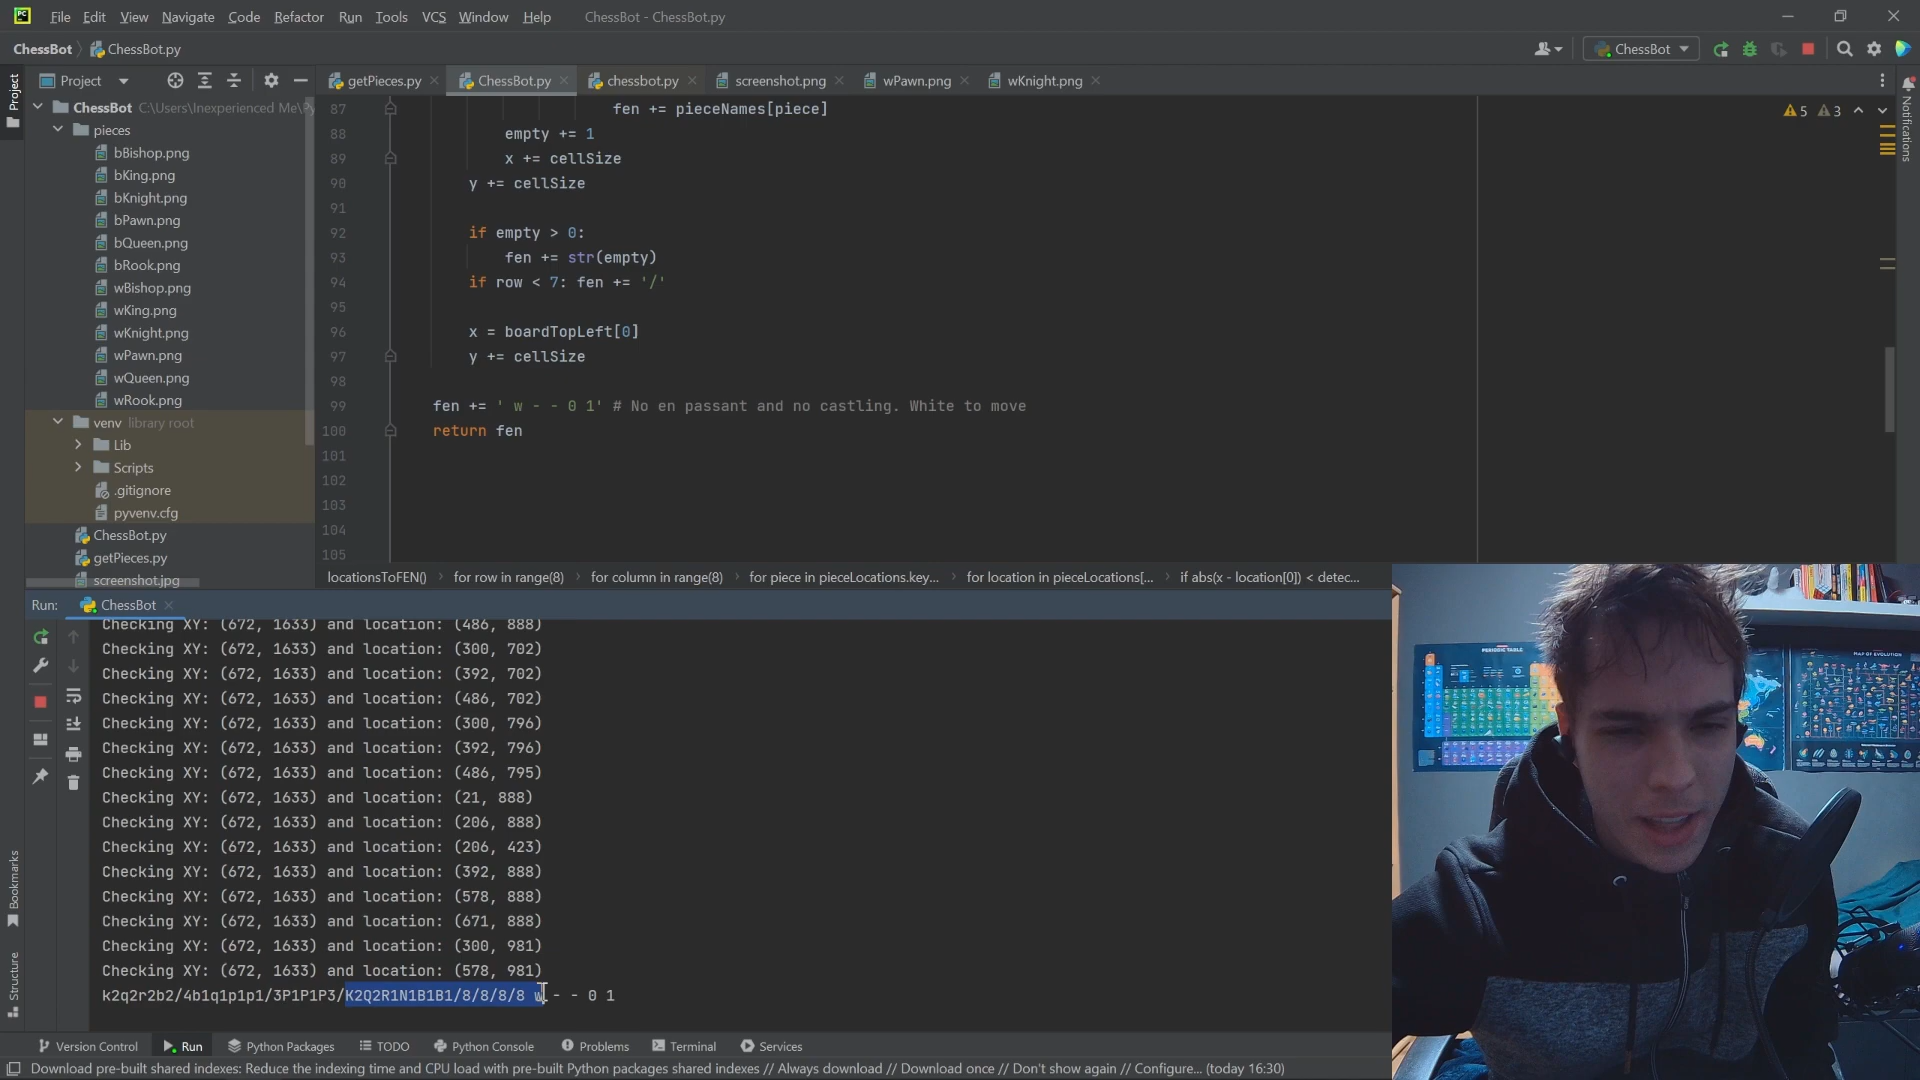 PC File Edit View Navigate Code Refactor Run Tools VCS Window Help ChessBot - ChessBot.py
ChessBot ChessBot.py ChessBot
Project getPieces.py ChessBot.py chessbot.py screenshot.png wPawn.png wKnight.png
Project
Notifications
ChessBot C:\Users\Inexperienced Me\Py
pieces
bBishop.png
bKing.png
bKnight.png
bPawn.png
bQueen.png
bRook.png
wBishop.png
wKing.png
wKnight.png
wPawn.png
wQueen.png
wRook.png
venv library root
Lib
Scripts
.gitignore
pyvenv.cfg
ChessBot.py
getPieces.py
screenshot.jpg
5 3
87 fen += pieceNames[piece]
88 empty += 1
89 x += cellSize
90 y += cellSize
91
92 if empty > 0:
93 fen += str(empty)
94 if row < 7: fen += '/'
95
96 x = boardTopLeft[0]
97 y += cellSize
98
99 fen += ' w - - 0 1' # No en passant and no castling. White to move
100 return fen
101
102
103
104
105
locationsToFEN() for row in range(8) for column in range(8) for piece in pieceLocations.key... for location in pieceLocations[... if abs(x - location[0]) < detec...
Run: ChessBot
Checking XY: (672, 1633) and location: (486, 888)
Checking XY: (672, 1633) and location: (300, 702)
Checking XY: (672, 1633) and location: (392, 702)
Checking XY: (672, 1633) and location: (486, 702)
Checking XY: (672, 1633) and location: (300, 796)
Checking XY: (672, 1633) and location: (392, 796)
Checking XY: (672, 1633) and location: (486, 795)
Checking XY: (672, 1633) and location: (21, 888)
Checking XY: (672, 1633) and location: (206, 888)
Checking XY: (672, 1633) and location: (206, 423)
Checking XY: (672, 1633) and location: (392, 888)
Checking XY: (672, 1633) and location: (578, 888)
Checking XY: (672, 1633) and location: (671, 888)
Checking XY: (672, 1633) and location: (300, 981)
Checking XY: (672, 1633) and location: (578, 981)
k2q2r2b2/4b1q1p1p1/3P1P1P3/K2Q2R1N1B1B1/8/8/8/8 w - - 0 1
Bookmarks
Structure
PERIODIC TABLE
MAP OF EVOLUTION
Version Control Run Python Packages TODO Python Console Problems Terminal Services
Download pre-built shared indexes: Reduce the indexing time and CPU load with pre-built Python packages shared indexes // Always download // Download once // Don't show again // Configure... (today 16:30)